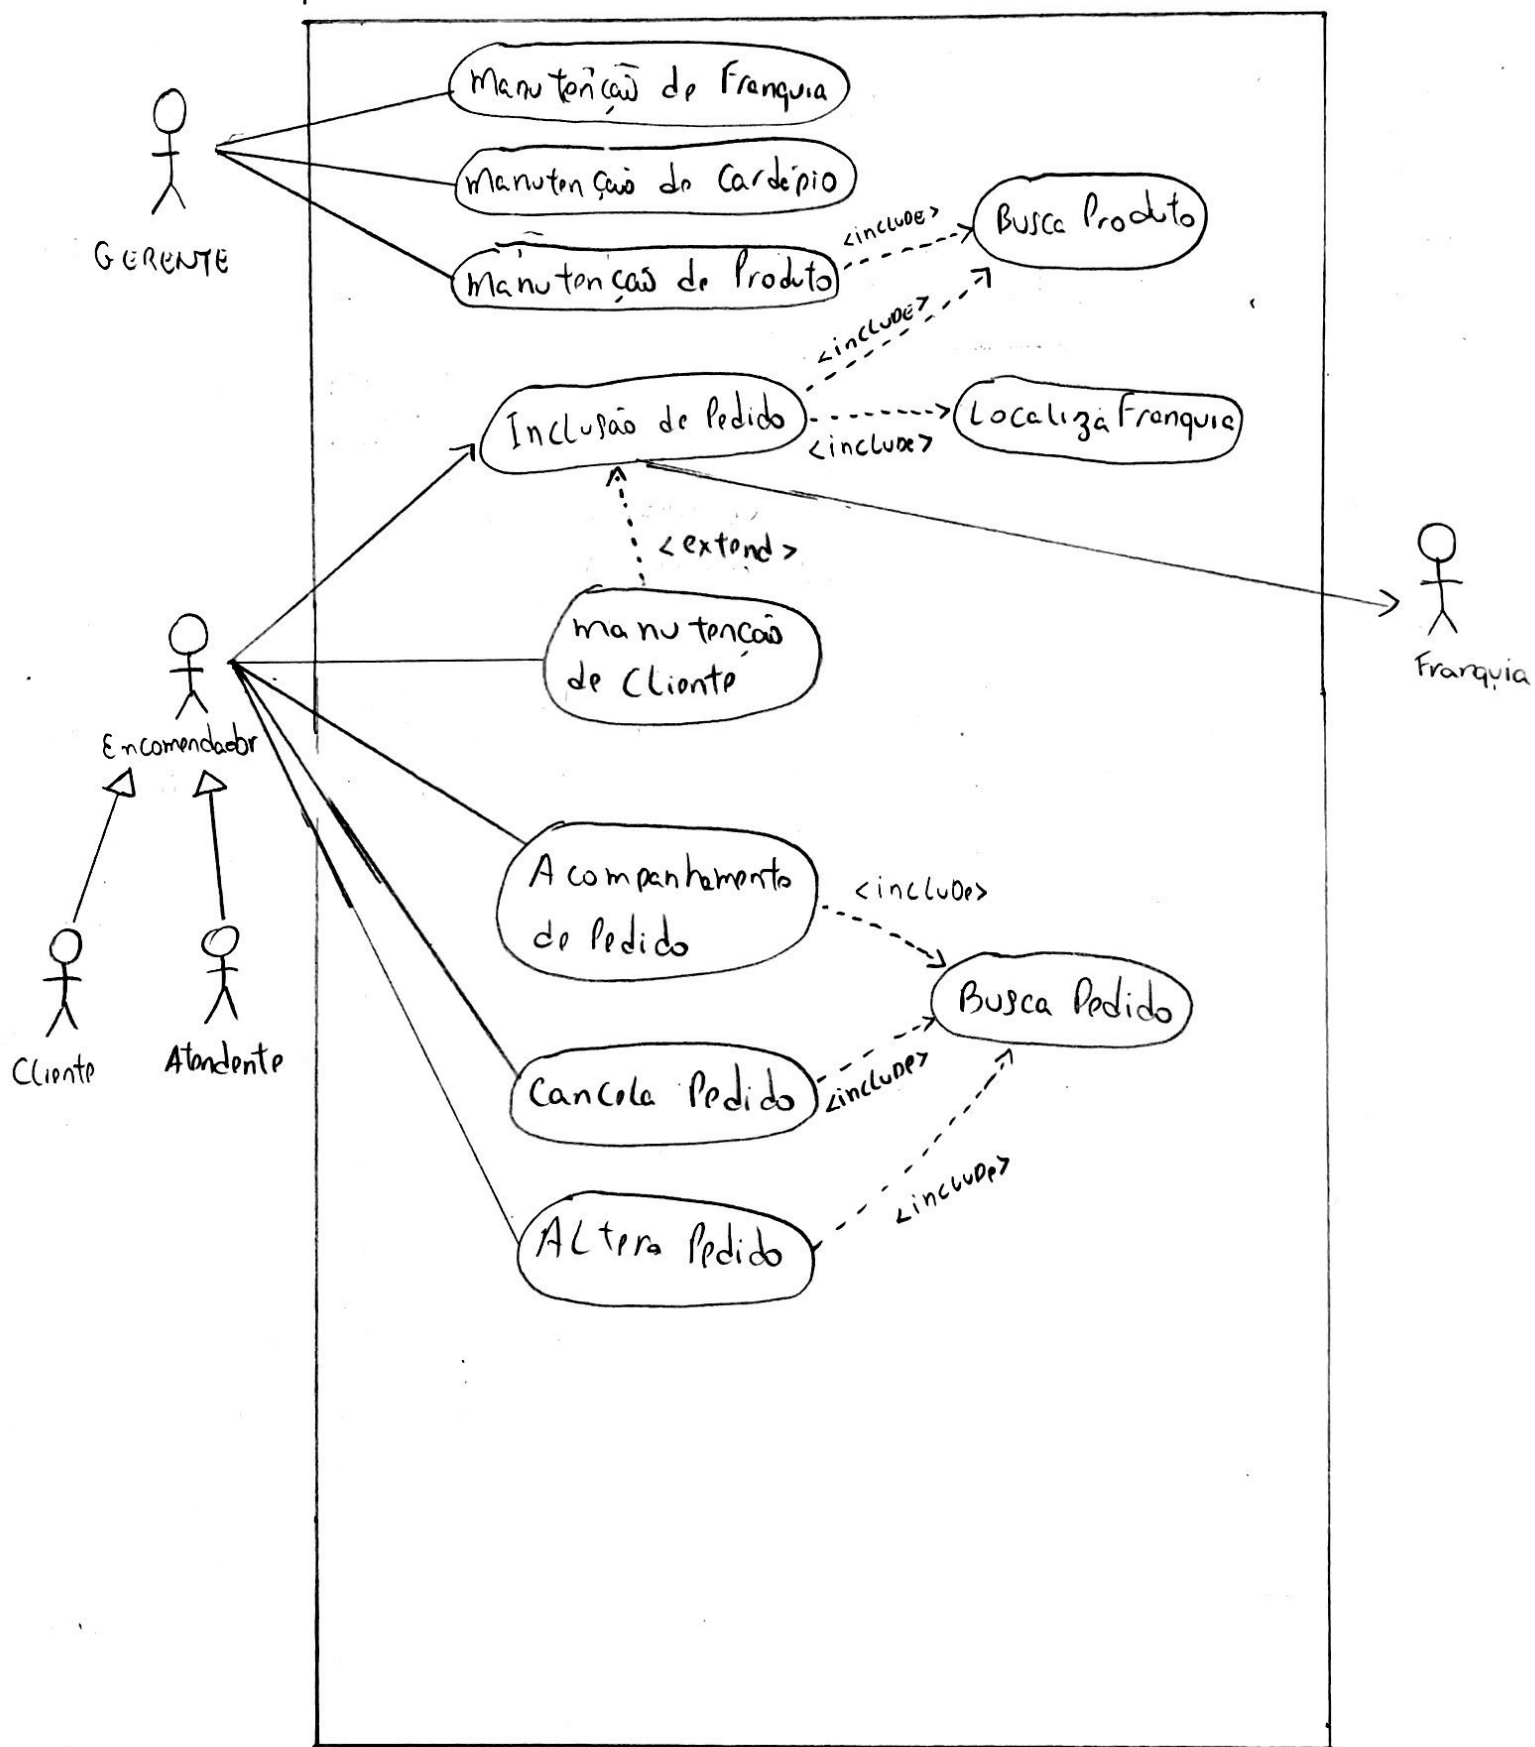 Manutenção de Franquia
Manutenção de Cardápio
Busca Produto
<include>
GERENTE
Manutenção de Produto
<include>
Inclusão de Pedido
Localiza Franquia
<include>
<extend>
Manutenção
de Cliente
Franquia
Encomendador
Acompanhamento
de Pedido
<include>
Busca Pedido
Cliente
Atendente
Cancela Pedido
<include>
<include>
Altera Pedido